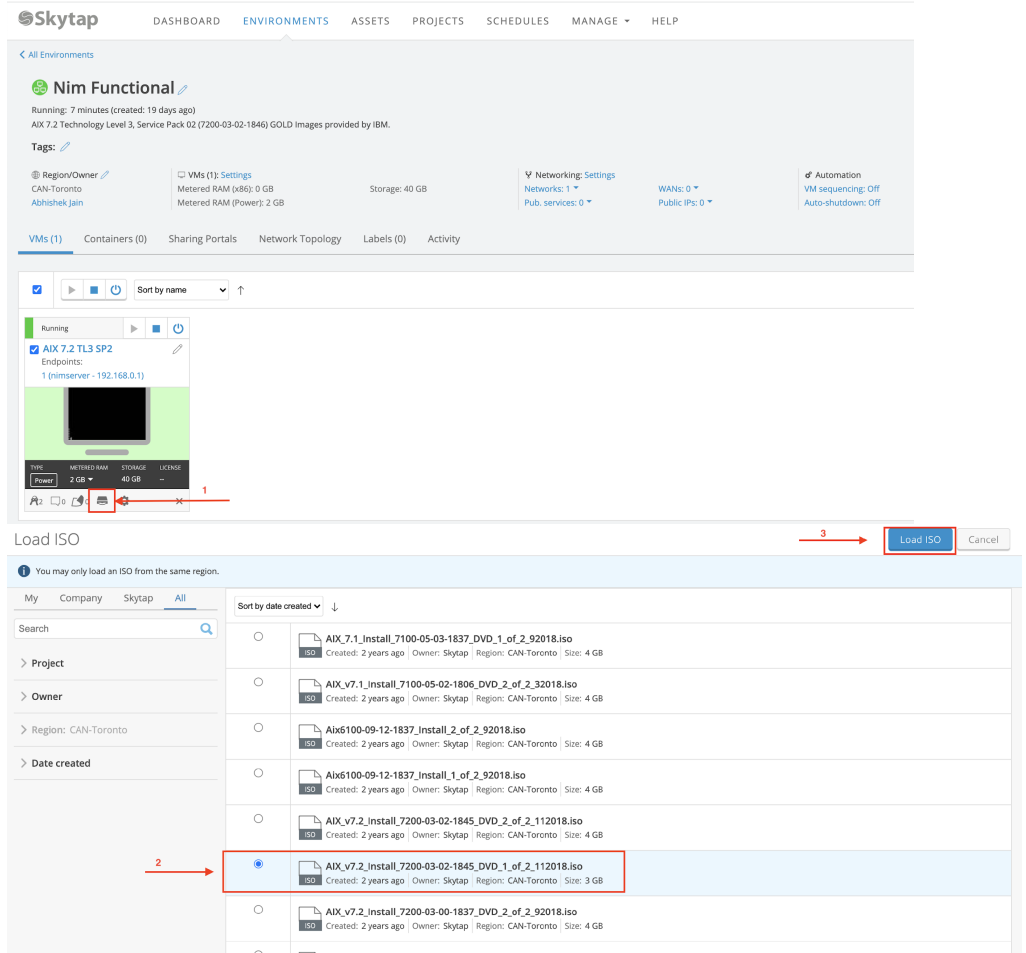 Skytap
DASHBOARD ENVIRONMENTS ASSETS PROJECTS SCHEDULES MANAGE HELP
All Environments
Nim Functional
Running: 7 minutes (created: 19 days ago)
AIX 7.2 Technology Level 3, Service Pack 02 (7200-03-02-1846) GOLD Images provided by IBM.
Tags:
Region/Owner
CAN-Toronto
Abhishek Jain
VMs (1): Settings
Metered RAM (x86): 0 GB Storage: 40 GB
Metered RAM (Power): 2 GB
Networking: Settings
Networks: 1 WANs: 0
Pub. services: 0 Public IPs: 0
Automation
VM sequencing: Off
Auto-shutdown: Off
VMs (1) Containers (0) Sharing Portals Network Topology Labels (0) Activity
Sort by name
Running
AIX 7.2 TL3 SP2
Endpoints:
1 (nimserver - 192.168.0.1)
TYPE METERED RAM STORAGE LICENSE
Power 2 GB 40 GB --
2 0 0
1
Load ISO
3
Load ISO Cancel
You may only load an ISO from the same region.
My Company Skytap All
Search
Project
Owner
Region: CAN-Toronto
Date created
2
Sort by date created
AIX_7.1_Install_7100-05-03-1837_DVD_1_of_2_92018.iso
ISO Created: 2 years ago Owner: Skytap Region: CAN-Toronto Size: 4 GB
AIX_v7.1_Install_7100-05-02-1806_DVD_2_of_2_32018.iso
ISO Created: 2 years ago Owner: Skytap Region: CAN-Toronto Size: 4 GB
Aix6100-09-12-1837_Install_2_of_2_92018.iso
ISO Created: 2 years ago Owner: Skytap Region: CAN-Toronto Size: 4 GB
Aix6100-09-12-1837_Install_1_of_2_92018.iso
ISO Created: 2 years ago Owner: Skytap Region: CAN-Toronto Size: 4 GB
AIX_v7.2_Install_7200-03-02-1845_DVD_2_of_2_112018.iso
ISO Created: 2 years ago Owner: Skytap Region: CAN-Toronto Size: 4 GB
AIX_v7.2_Install_7200-03-02-1845_DVD_1_of_2_112018.iso
ISO Created: 2 years ago Owner: Skytap Region: CAN-Toronto Size: 3 GB
AIX_v7.2_Install_7200-03-00-1837_DVD_2_of_2_92018.iso
ISO Created: 2 years ago Owner: Skytap Region: CAN-Toronto Size: 4 GB